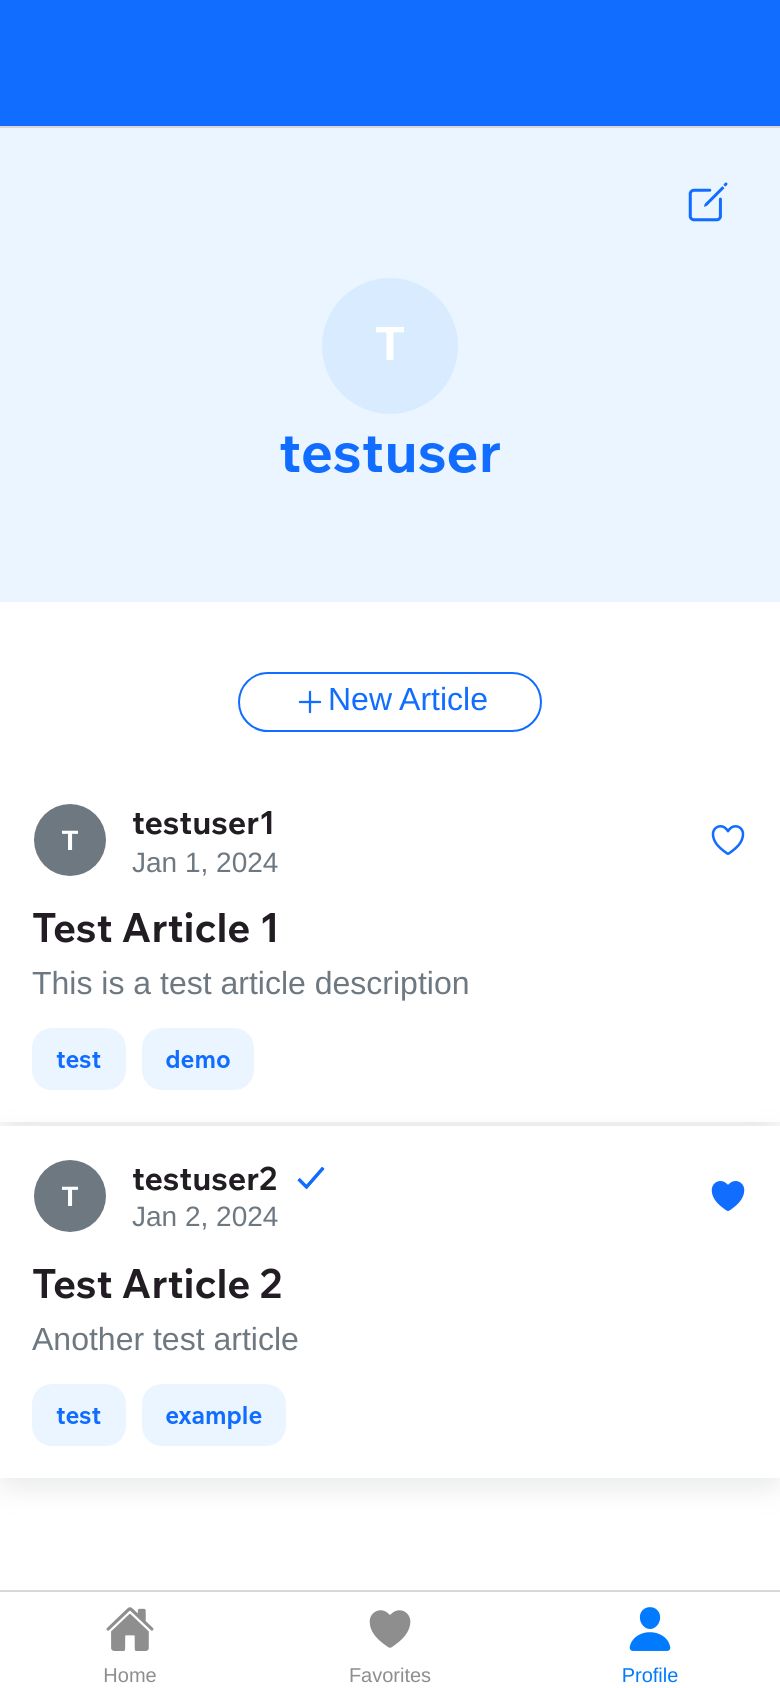 T
testuser
New Article
T
testuser1
Jan 1, 2024
Test Article 1
This is a test article description
test demo
T
testuser2
Jan 2, 2024
Test Article 2
Another test article
test example
Home Favorites Profile